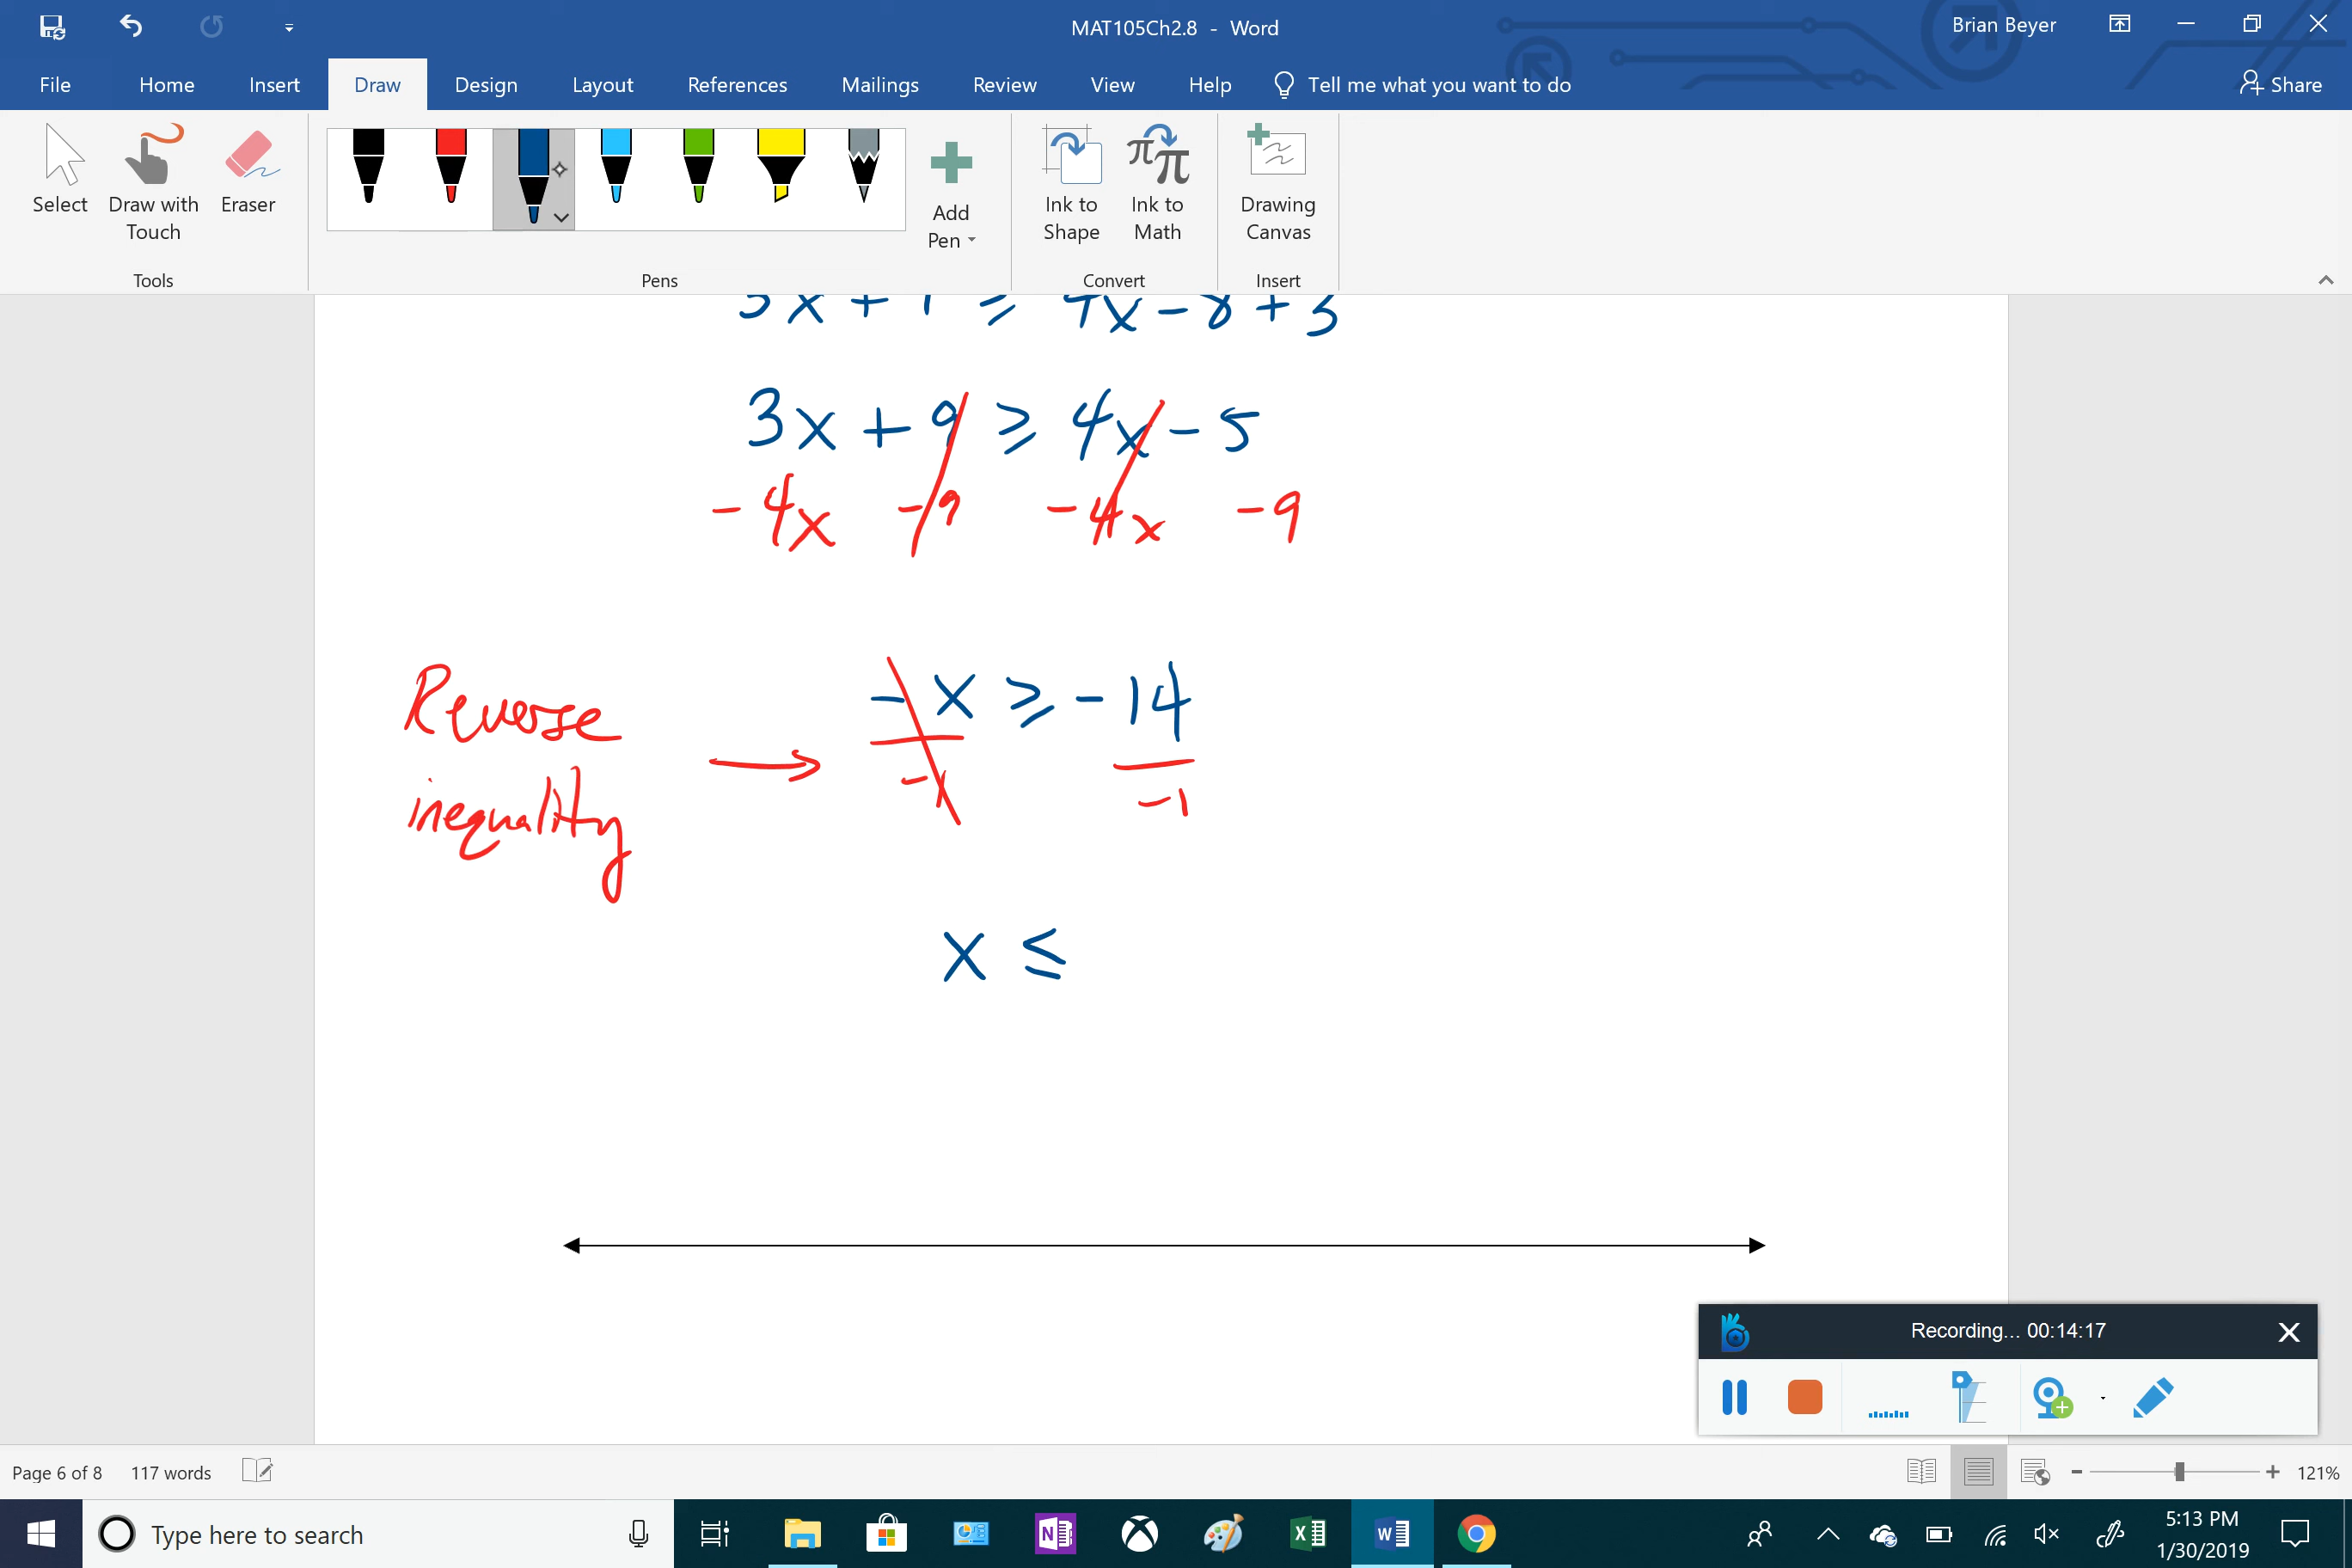 MAT105Ch2.8 - Word
Brian Beyer
File Home Insert Draw Design Layout References Mailings Review View Help Tell me what you want to do Share
Select Draw with Touch Eraser
Add Pen
Ink to Shape Ink to Math
Drawing Canvas
Tools Pens Convert Insert
≥ 4x - 8 + 3
3x + 9 ≥ 4x - 5
- 4x - 9 - 4x - 9
Reverse
inequality
→
- x ≥ - 14
-1 -1
x ≤
Recording... 00:14:17
Page 6 of 8 117 words
121%
Type here to search
5:13 PM
1/30/2019